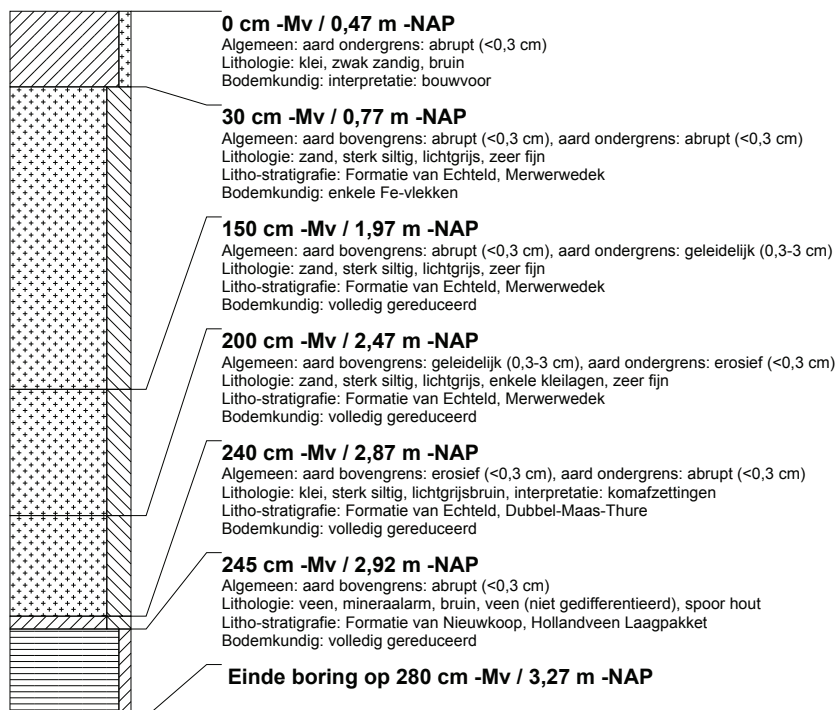 0 cm -Mv / 0,47 m -NAP
Algemeen: aard ondergrens: abrupt (<0,3 cm)
Lithologie: klei, zwak zandig, bruin
Bodemkundig: interpretatie: bouwvoor
30 cm -Mv / 0,77 m -NAP
Algemeen: aard bovengrens: abrupt (<0,3 cm), aard ondergrens: abrupt (<0,3 cm)
Lithologie: zand, sterk siltig, lichtgrijs, zeer fijn
Litho-stratigrafie: Formatie van Echteld, Merwerwedek
Bodemkundig: enkele Fe-vlekken
150 cm -Mv / 1,97 m -NAP
Algemeen: aard bovengrens: abrupt (<0,3 cm), aard ondergrens: geleidelijk (0,3-3 cm)
Lithologie: zand, sterk siltig, lichtgrijs, zeer fijn
Litho-stratigrafie: Formatie van Echteld, Merwerwedek
Bodemkundig: volledig gereduceerd
200 cm -Mv / 2,47 m -NAP
Algemeen: aard bovengrens: geleidelijk (0,3-3 cm), aard ondergrens: erosief (<0,3 cm)
Lithologie: zand, sterk siltig, lichtgrijs, enkele kleilagen, zeer fijn
Litho-stratigrafie: Formatie van Echteld, Merwerwedek
Bodemkundig: volledig gereduceerd
240 cm -Mv / 2,87 m -NAP
Algemeen: aard bovengrens: erosief (<0,3 cm), aard ondergrens: abrupt (<0,3 cm)
Lithologie: klei, sterk siltig, lichtgrijsbruin, interpretatie: komafzettingen
Litho-stratigrafie: Formatie van Echteld, Dubbel-Maas-Thure
Bodemkundig: volledig gereduceerd
245 cm -Mv / 2,92 m -NAP
Algemeen: aard bovengrens: abrupt (<0,3 cm)
Lithologie: veen, mineraalarm, bruin, veen (niet gedifferentieerd), spoor hout
Litho-stratigrafie: Formatie van Nieuwkoop, Hollandveen Laagpakket
Bodemkundig: volledig gereduceerd
Einde boring op 280 cm -Mv / 3,27 m -NAP